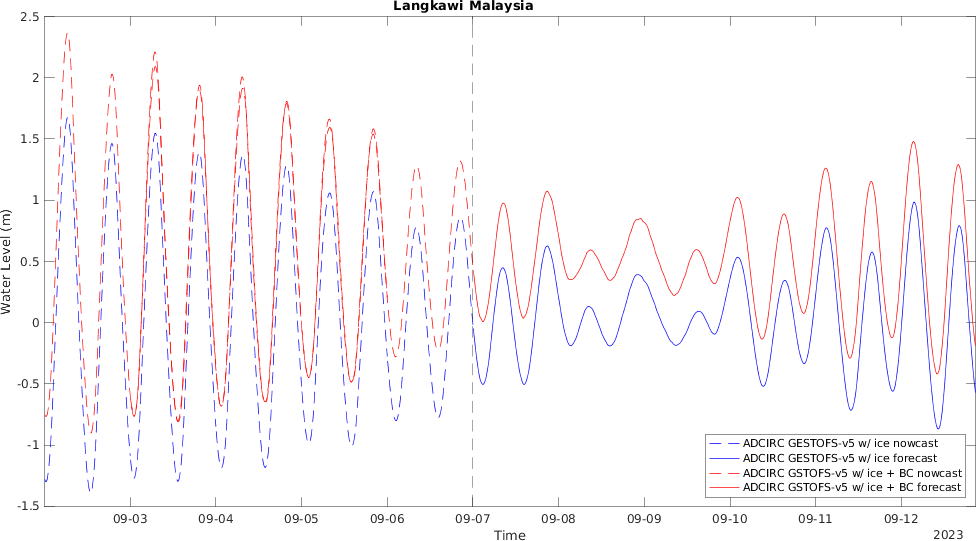 Langkawi Malaysia
2.5
2
1.5
1
0.5
0
-0.5
-1
-1.5
Water Level (m)
ADCIRC GESTOFS-v5 w/ ice nowcast
ADCIRC GESTOFS-v5 w/ ice forecast
ADCIRC GSTOFS-v5 w/ ice + BC nowcast
ADCIRC GSTOFS-v5 w/ ice + BC forecast
09-03 09-04 09-05 09-06 09-07 09-08 09-09 09-10 09-11 09-12
Time
2023